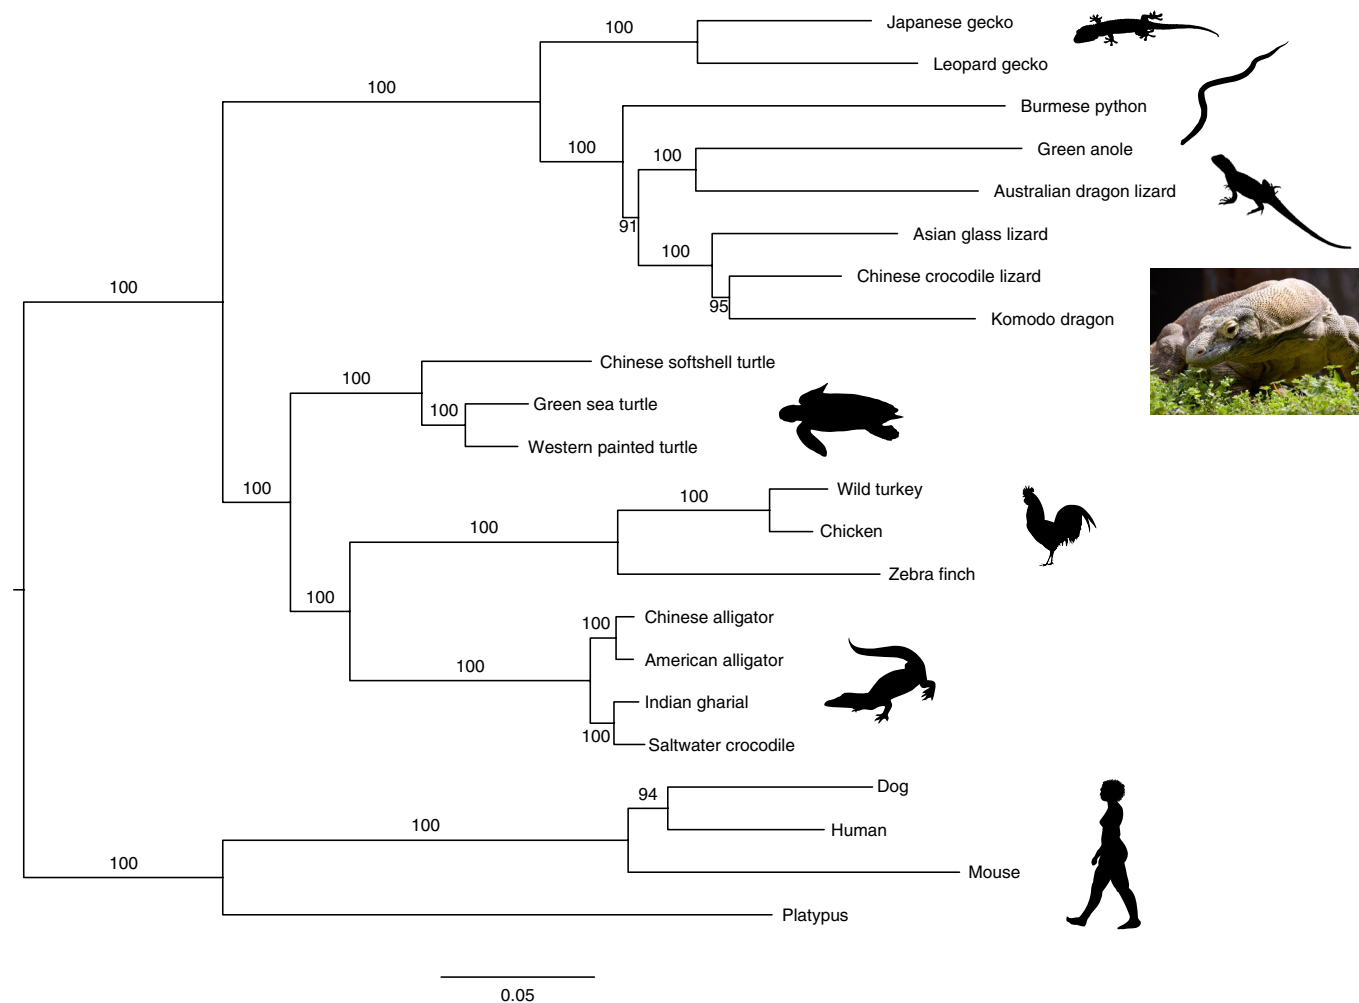 100
Japanese gecko
Leopard gecko
100
Burmese python
100
100
Green anole
Australian dragon lizard
91
Asian glass lizard
100
Chinese crocodile lizard
95
Komodo dragon
100
Chinese softshell turtle
100
100
Green sea turtle
Western painted turtle
100
Wild turkey
100
Chicken
100
Zebra finch
100
Chinese alligator
100
American alligator
100
Indian gharial
100
Saltwater crocodile
Dog
94
Human
100
Mouse
100
Platypus
0.05